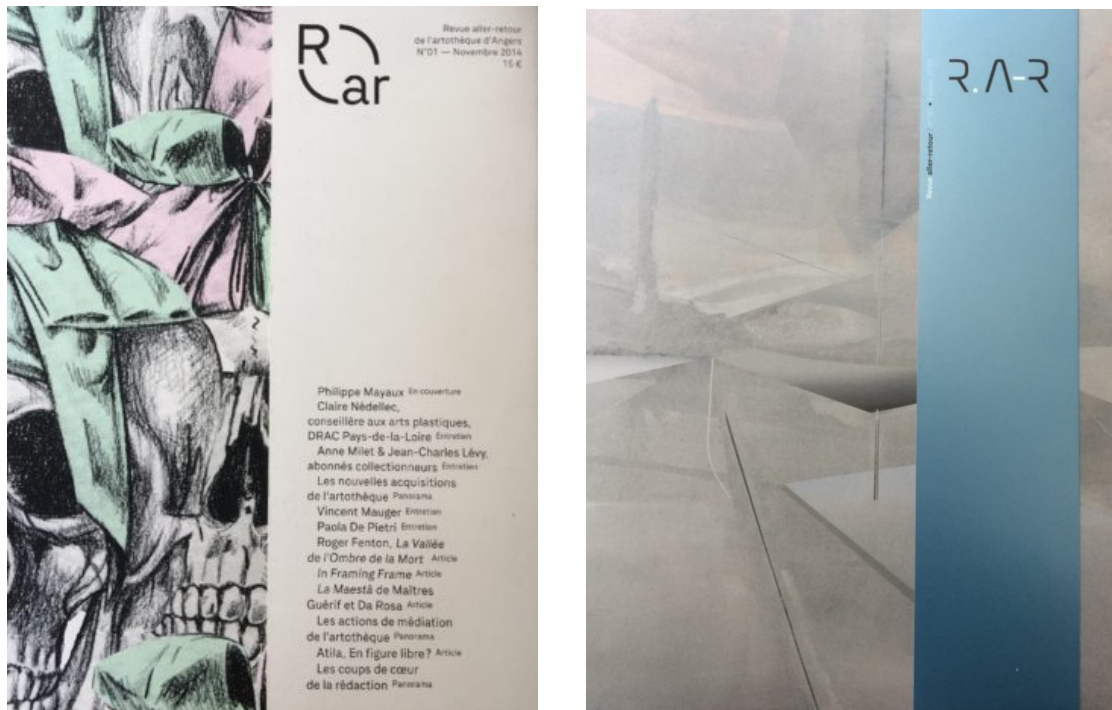 R
ar
Revue aller-retour
de l'artothèque d'Angers
N°01 — Novembre 2014
15 €
Philippe Mayaux En couverture
Claire Nédellec,
conseillère aux arts plastiques,
DRAC Pays-de-la-Loire Entretien
Anne Milet & Jean-Charles Lévy,
abonnés collectionneurs Entretien
Les nouvelles acquisitions
de l'artothèque Panorama
Vincent Mauger Entretien
Paola De Pietri Entretien
Roger Fenton, La Vallée
de l'Ombre de la Mort Article
In Framing Frame Article
La Maestà de Maîtres
Guérif et Da Rosa Article
Les actions de médiation
de l'artothèque Panorama
Atila, En figure libre? Article
Les coups de cœur
de la rédaction Panorama
R.A-R
Revue aller-retour